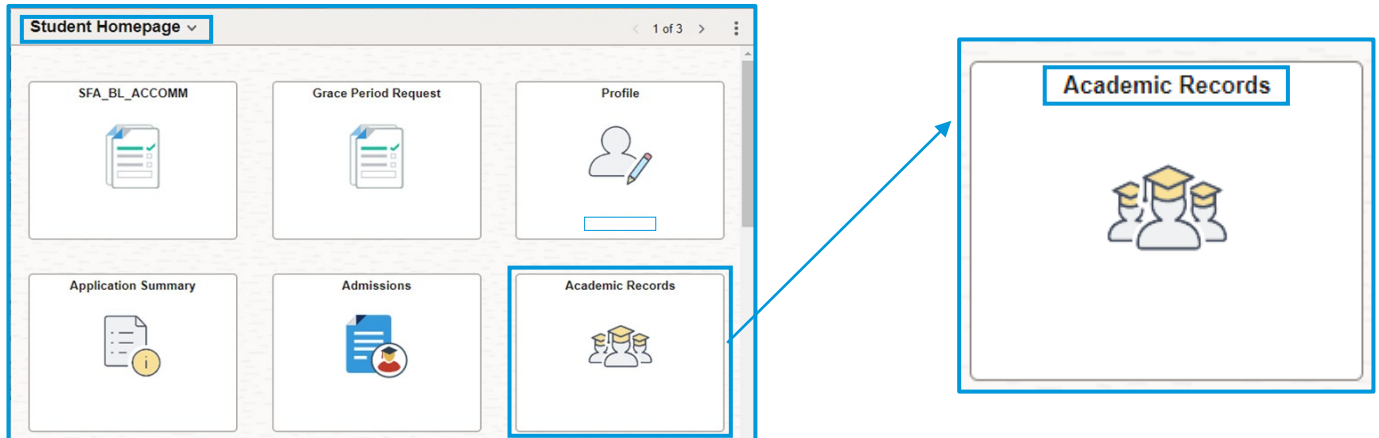 Student Homepage
1 of 3
SFA_BL_ACCOMM
Grace Period Request
Profile
Application Summary
Admissions
Academic Records
Academic Records